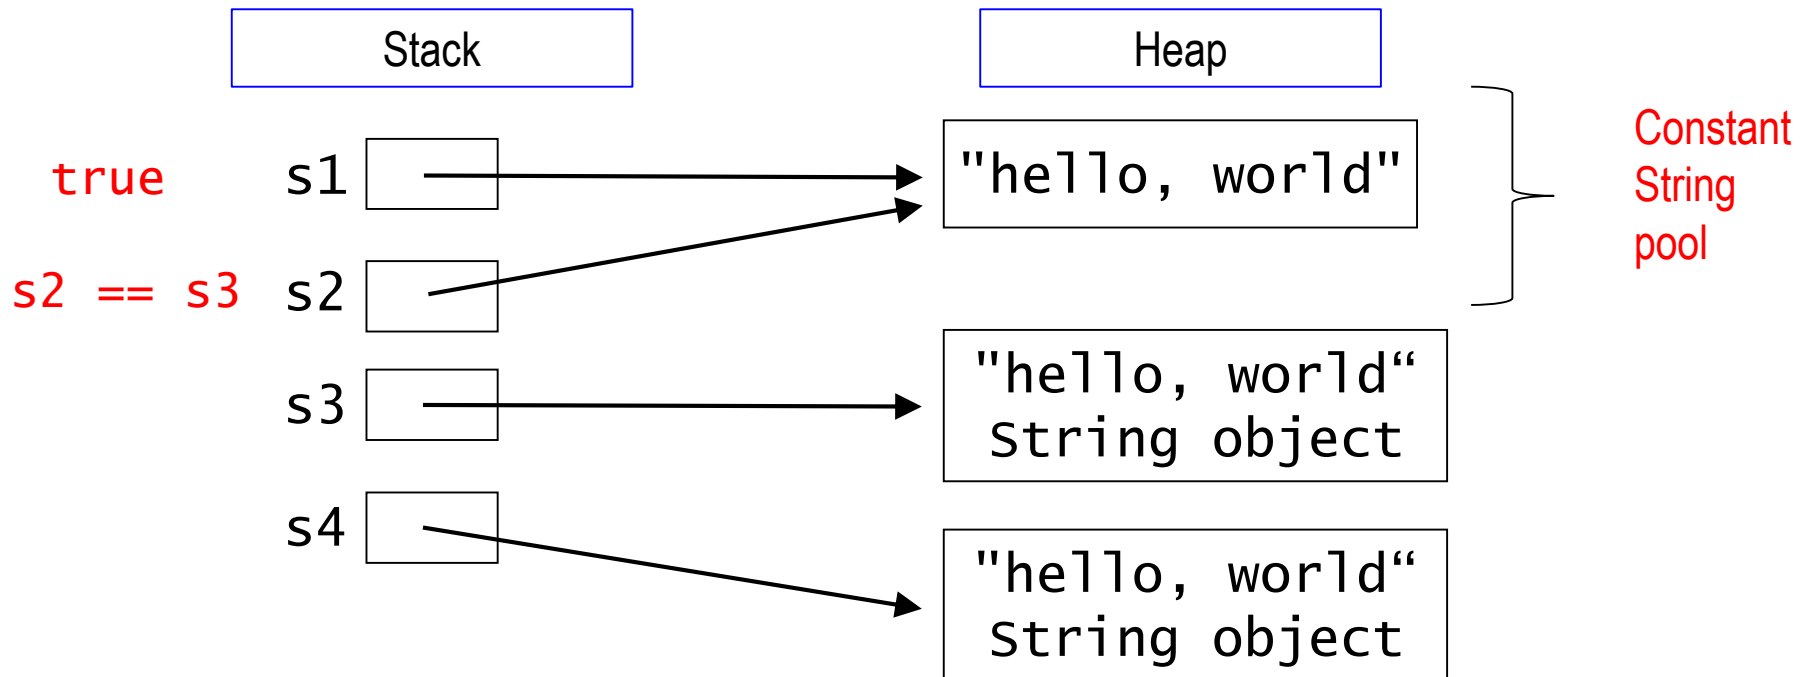 Stack
Heap
true
s1
"hello, world"
Constant
String
pool
s2 == s3
s2
s3
"hello, world“
String object
s4
"hello, world“
String object